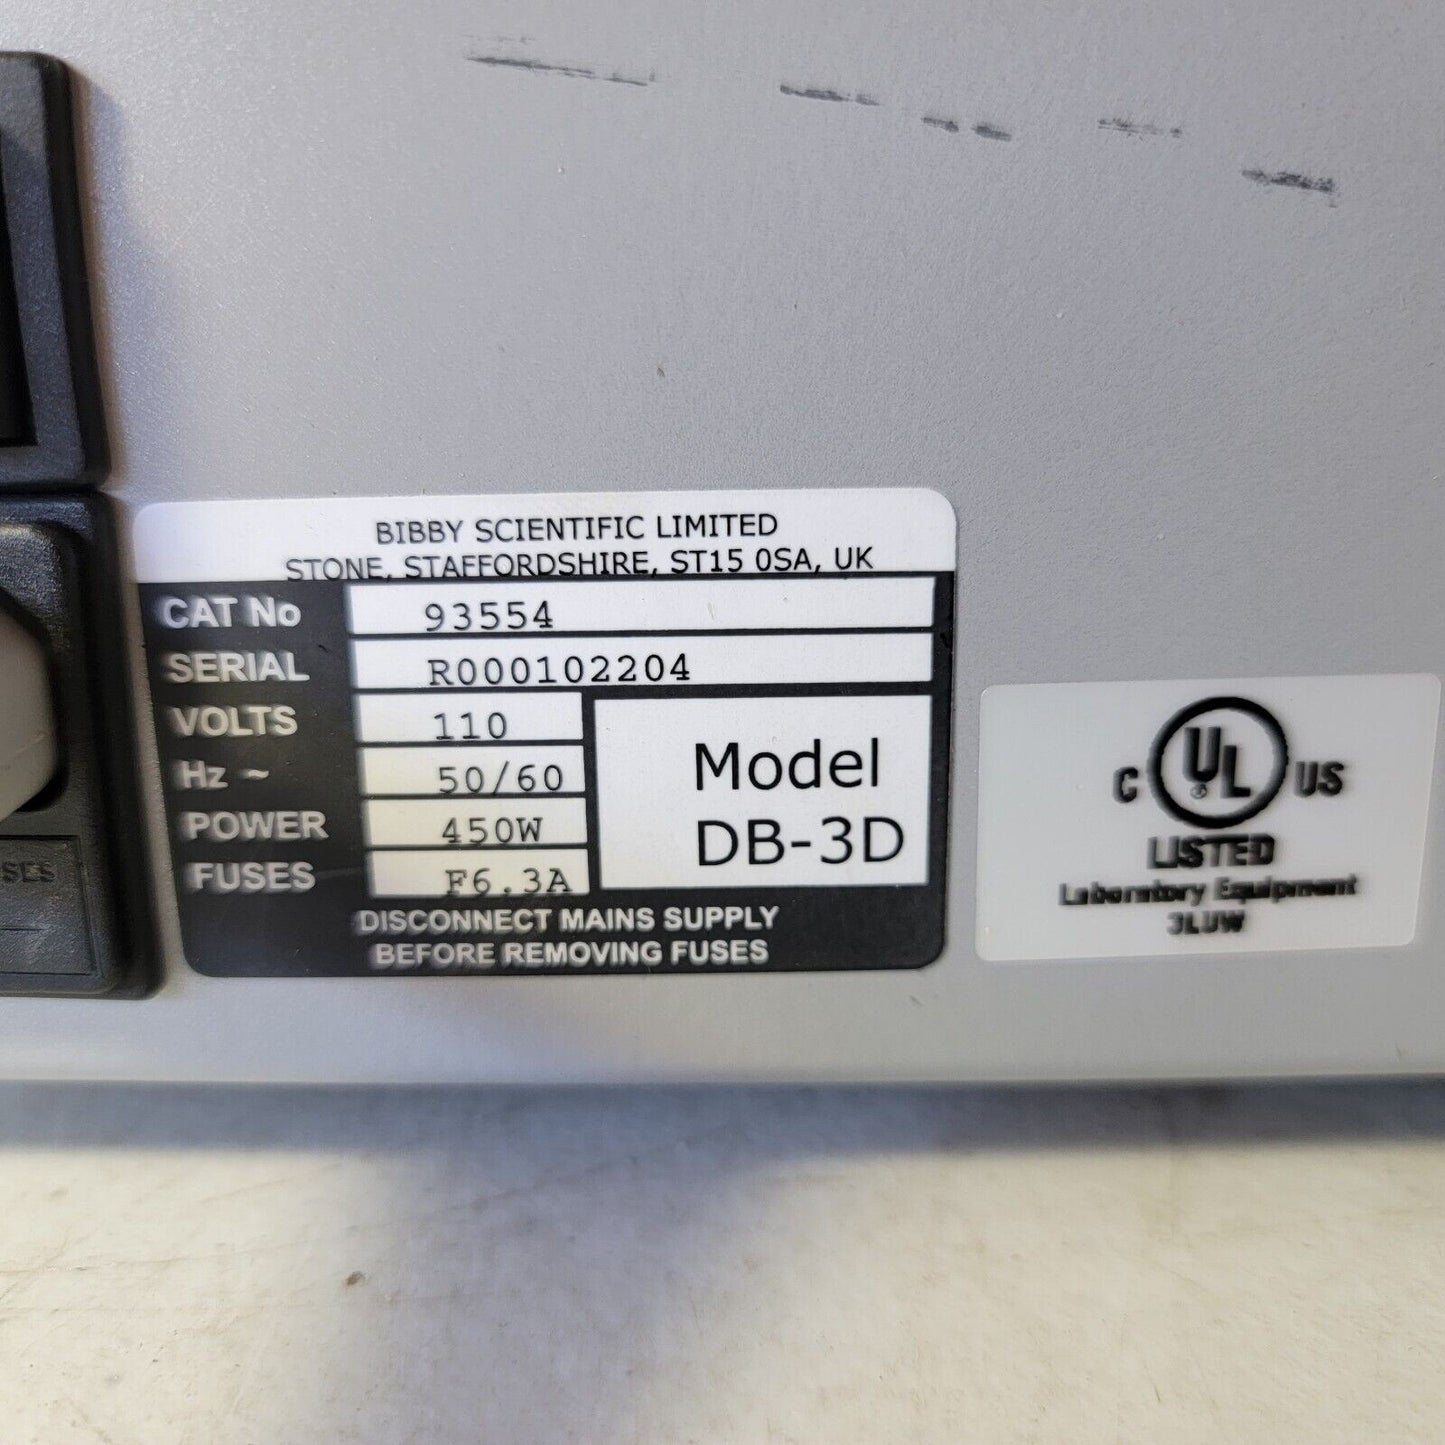 BIBBY SCIENTIFIC LIMITED
STONE, STAFFORDSHIRE, ST15 0SA, UK
CAT No 93554
SERIAL R000102204
VOLTS 110
Hz ~ 50/60
POWER 450W
FUSES F6.3A
Model
DB-3D
DISCONNECT MAINS SUPPLY
BEFORE REMOVING FUSES
C UL ® US
LISTED
Laboratory Equipment
3LUW
SES